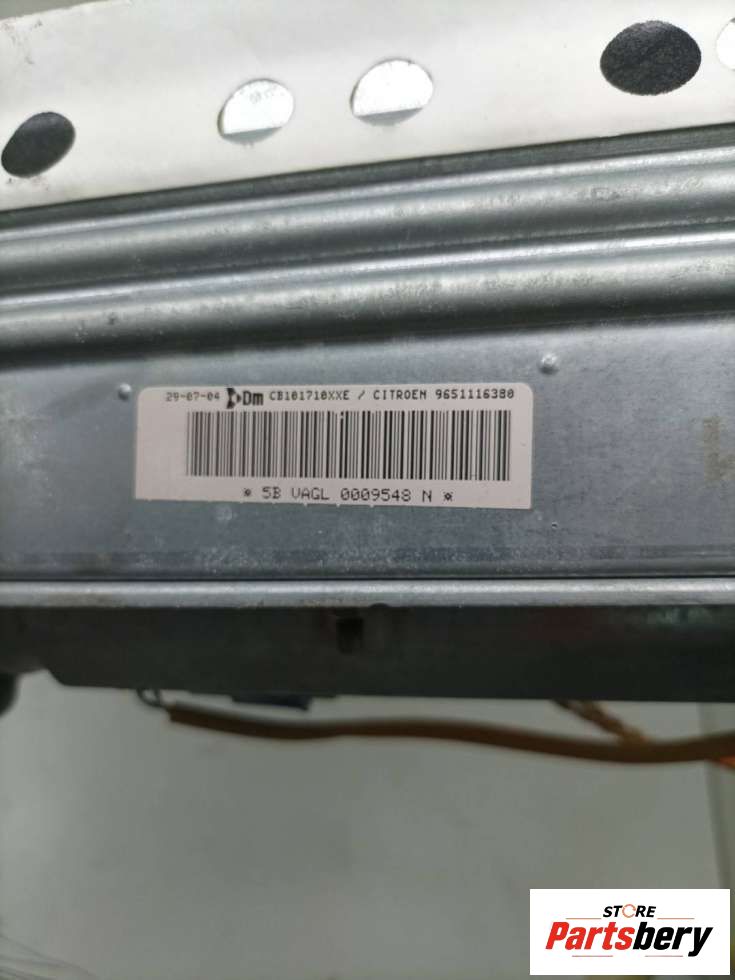 29-07-04 Dm CB101710XXE / CITROEN 9651116380
* 5B VAGL 0009548 N *
STORE
Partsbery